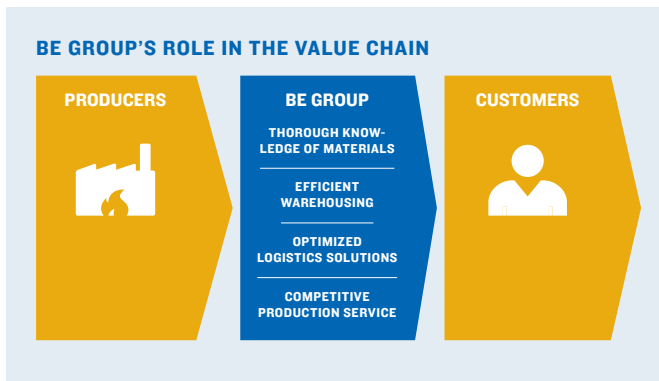 BE GROUP’S ROLE IN THE VALUE CHAIN
PRODUCERS
BE GROUP
THOROUGH KNOW-
LEDGE OF MATERIALS
EFFICIENT
WAREHOUSING
OPTIMIZED
LOGISTICS SOLUTIONS
COMPETITIVE
PRODUCTION SERVICE
CUSTOMERS